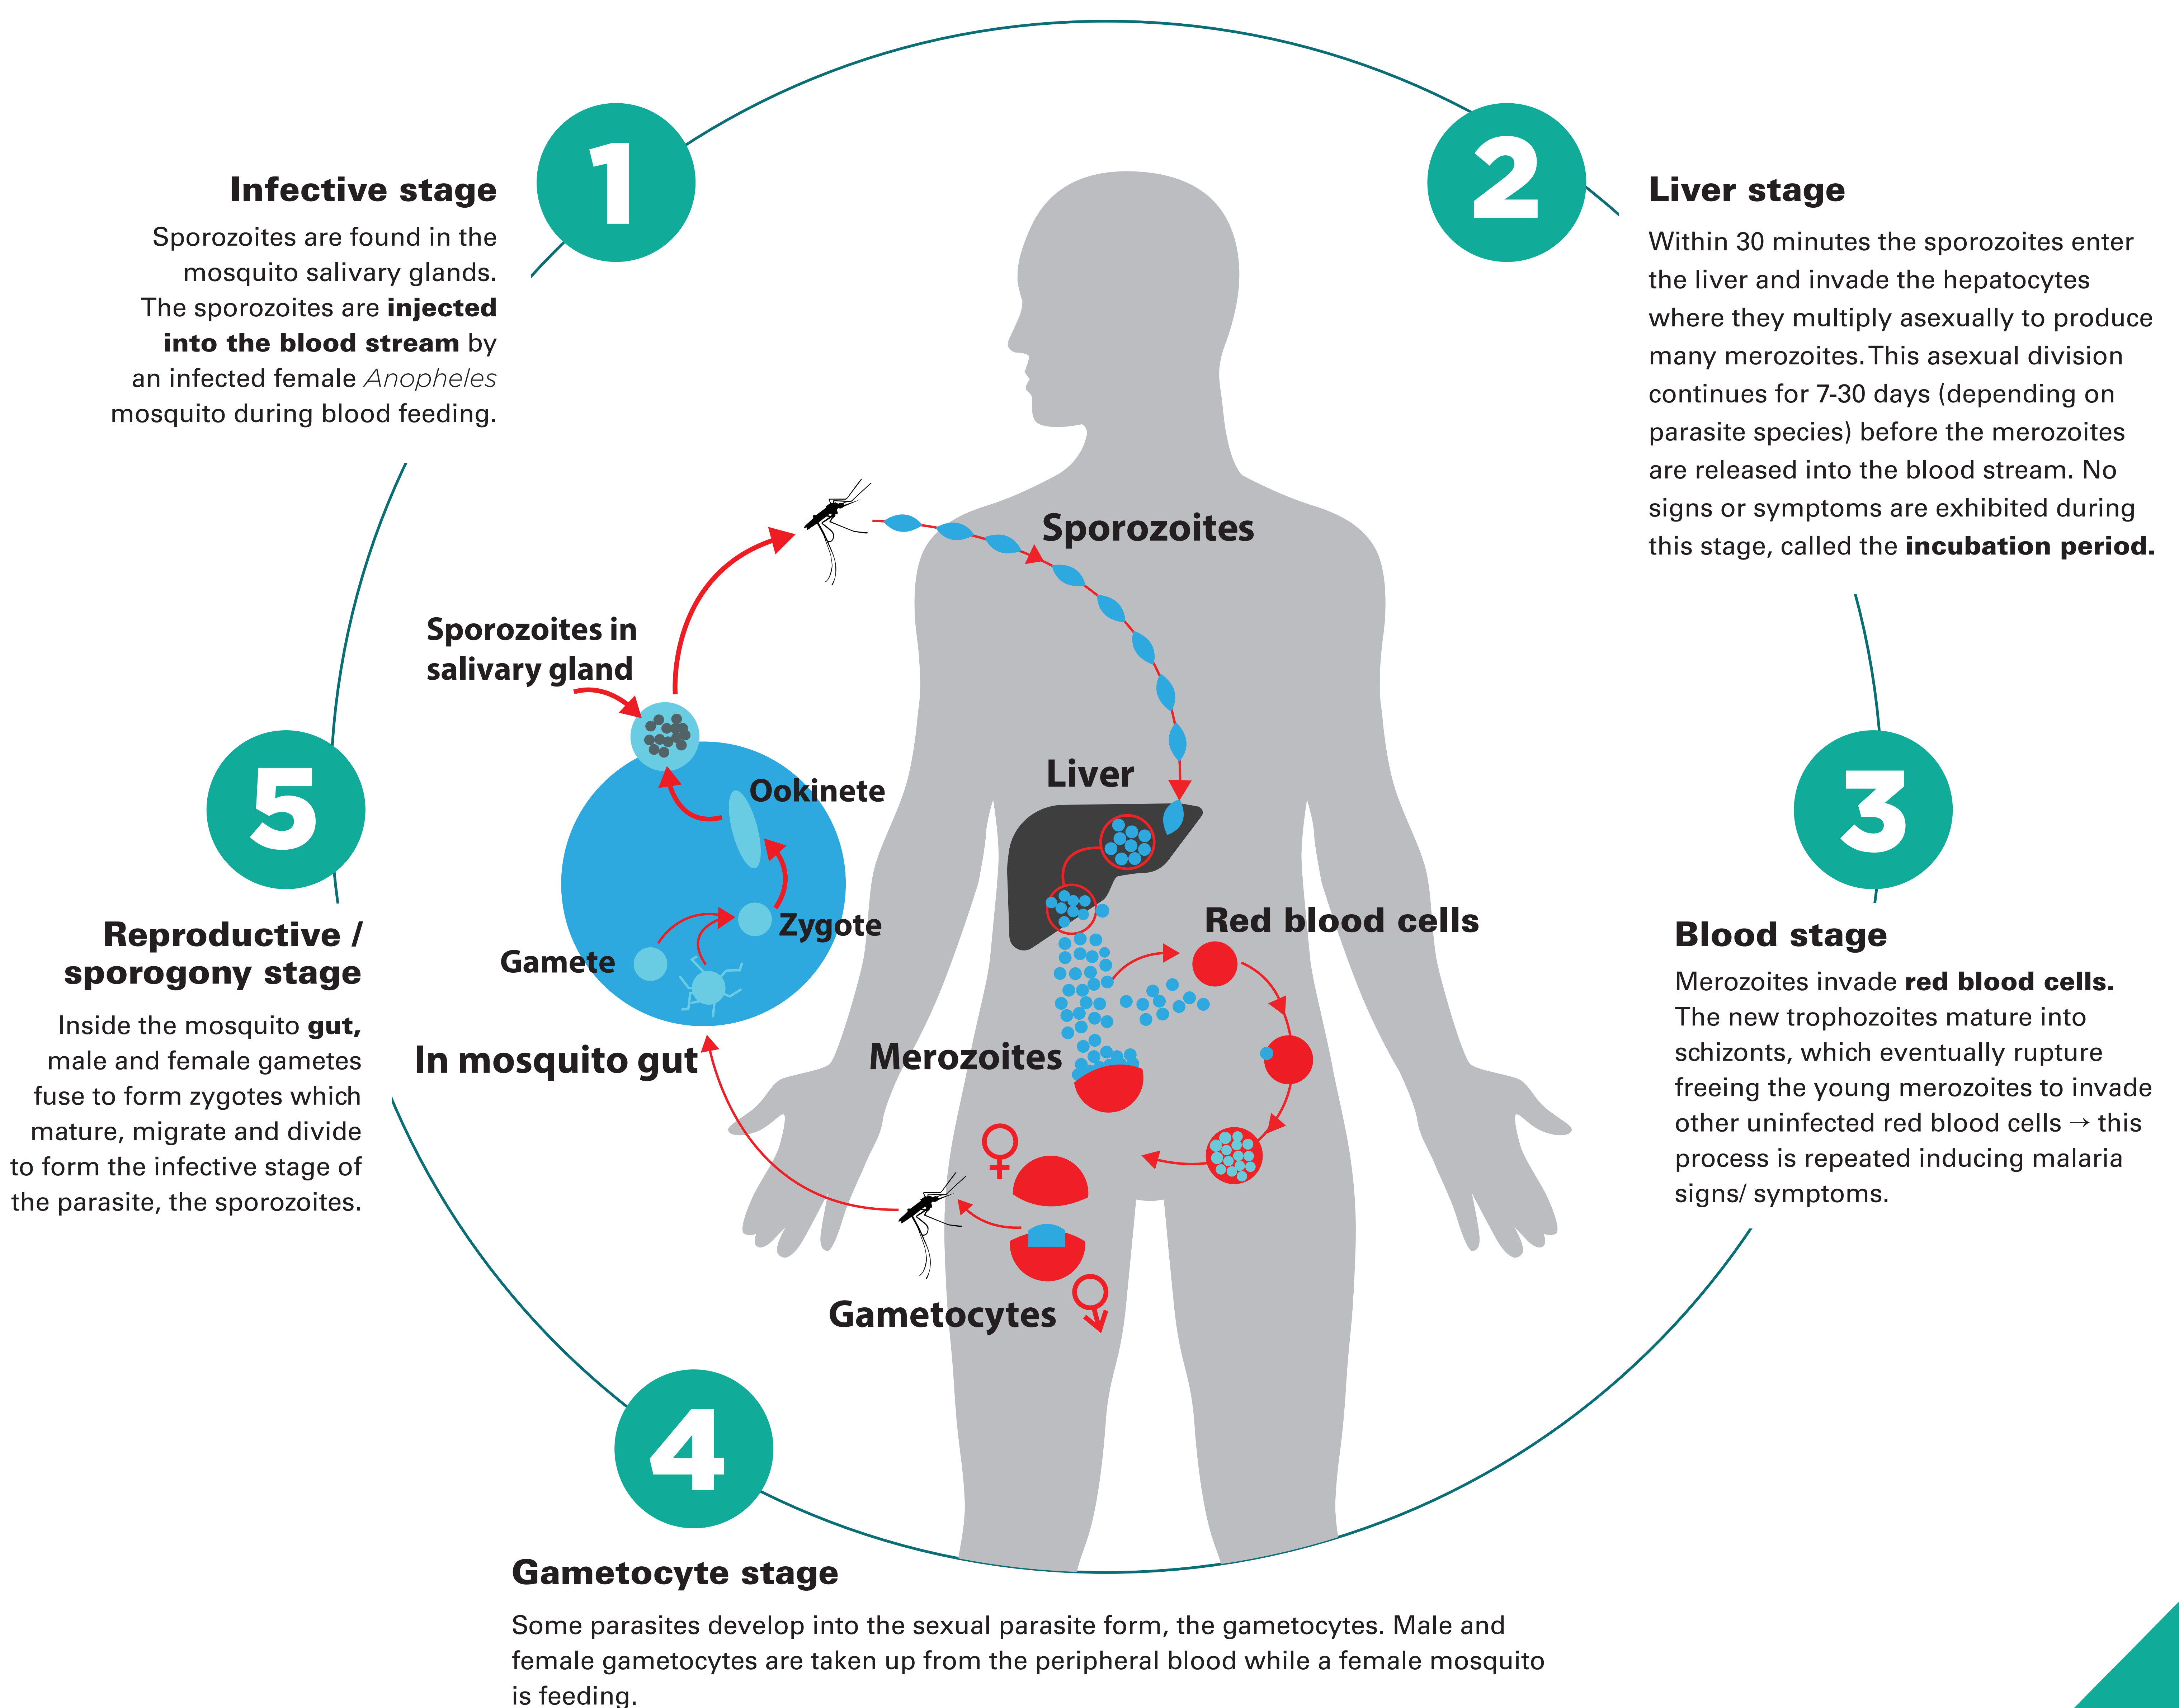 1
Infective stage
Sporozoites are found in the
mosquito salivary glands.
The sporozoites are injected
into the blood stream by
an infected female Anopheles
mosquito during blood feeding.
2
Liver stage
Within 30 minutes the sporozoites enter
the liver and invade the hepatocytes
where they multiply asexually to produce
many merozoites. This asexual division
continues for 7-30 days (depending on
parasite species) before the merozoites
are released into the blood stream. No
signs or symptoms are exhibited during
this stage, called the incubation period.
Sporozoites
Sporozoites in
salivary gland
Liver
Ookinete
Zygote
Gamete
In mosquito gut
Red blood cells
Merozoites
Gametocytes
♀
♂
3
Blood stage
Merozoites invade red blood cells.
The new trophozoites mature into
schizonts, which eventually rupture
freeing the young merozoites to invade
other uninfected red blood cells → this
process is repeated inducing malaria
signs/ symptoms.
4
Gametocyte stage
Some parasites develop into the sexual parasite form, the gametocytes. Male and
female gametocytes are taken up from the peripheral blood while a female mosquito
is feeding.
5
Reproductive /
sporogony stage
Inside the mosquito gut,
male and female gametes
fuse to form zygotes which
mature, migrate and divide
to form the infective stage of
the parasite, the sporozoites.